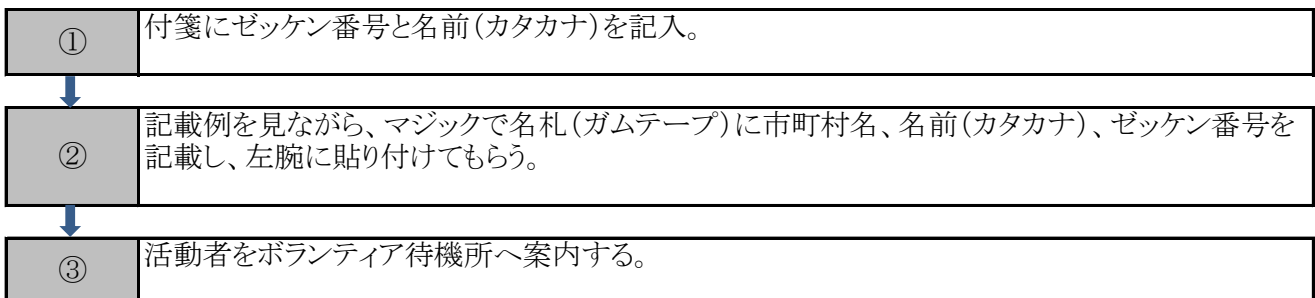 ①
付箋にゼッケン番号と名前(カタカナ)を記入。
②
記載例を見ながら、マジックで名札(ガムテープ)に市町村名、名前(カタカナ)、ゼッケン番号を
記載し、左腕に貼り付けてもらう。
③
活動者をボランティア待機所へ案内する。